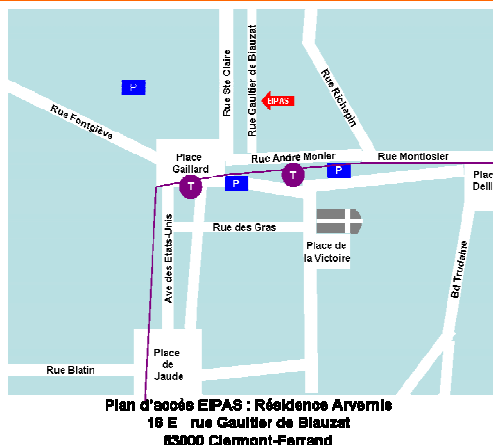 P
Rue Fontgiève
Rue Ste Claire
Rue Gaultier de Biauzat
EIPAS
Rue Richepin
Place
Gaillard
Rue André Monier
Rue Montlosier
T
T
P
P
Place
Delill
Rue des Gras
Ave des Etats-Unis
Place de
la Victoire
Bd Trudaine
Rue Blatin
Place
de
Jaude
Plan d'accès EIPAS : Résidence Arvernis
16 E rue Gaultier de Biauzat
63000 Clermont-Ferrand